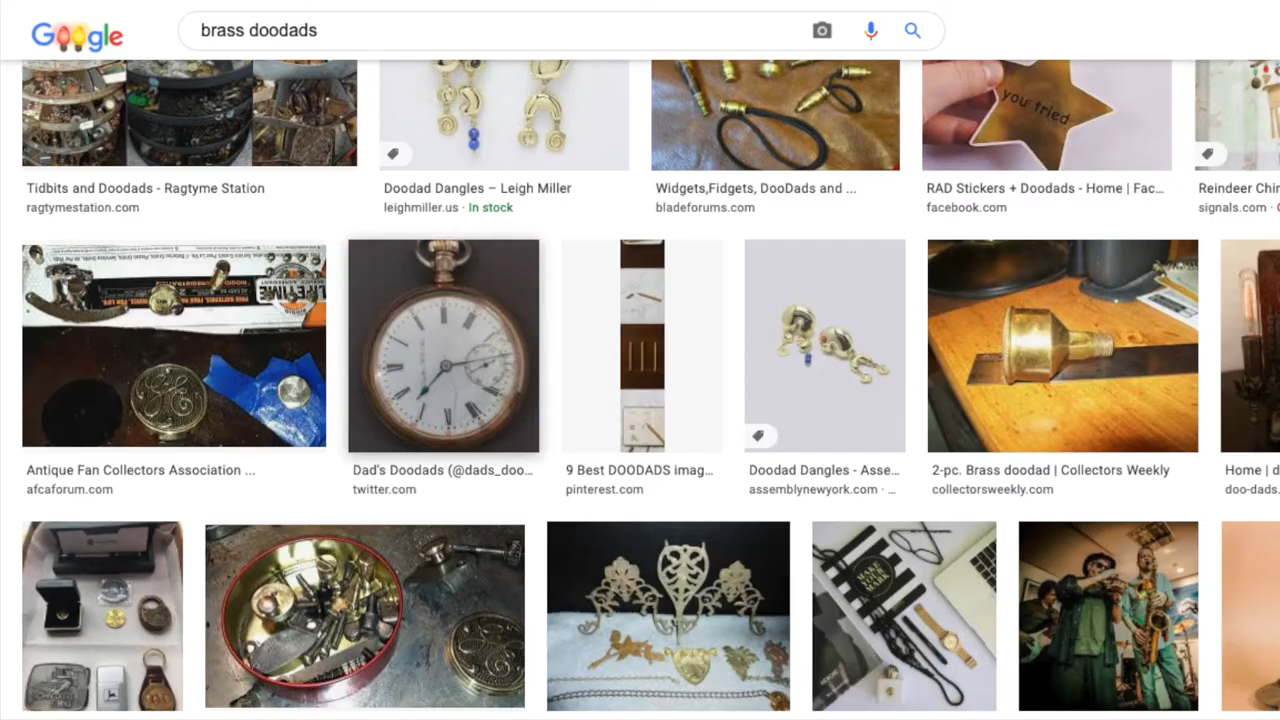 Google
brass doodads
you tried
Tidbits and Doodads - Ragtyme Station
ragtymestation.com
Doodad Dangles – Leigh Miller
leighmiller.us · In stock
Widgets,Fidgets, DooDads and ...
bladeforums.com
RAD Stickers + Doodads - Home | Fac...
facebook.com
Reindeer Chi
signals.com ·
LIFETIME
Antique Fan Collectors Association ...
afcaforum.com
Dad's Doodads (@dads_doo...
twitter.com
9 Best DOODADS imag...
pinterest.com
Doodad Dangles - Asse...
assemblynewyork.com · ...
2-pc. Brass doodad | Collectors Weekly
collectorsweekly.com
Home | d
doo-dads.
MAKE
MARK